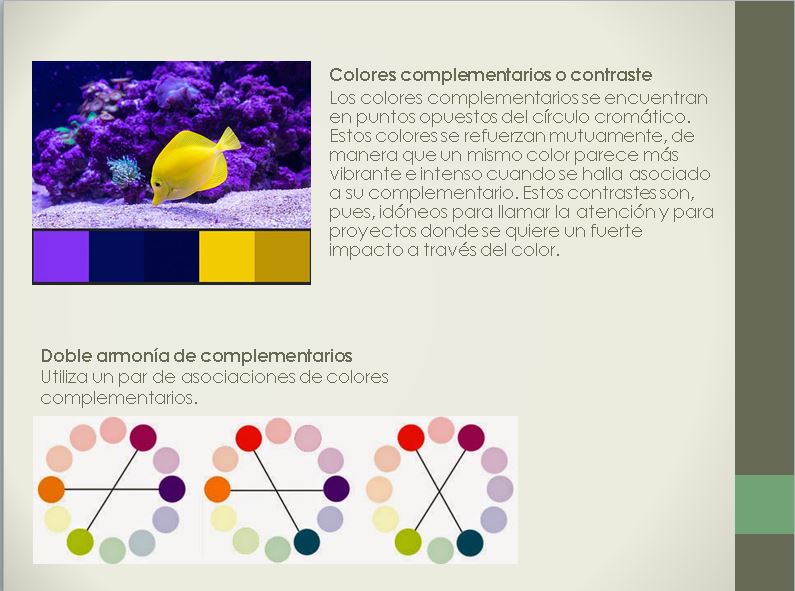 Colores complementarios o contraste
Los colores complementarios se encuentran
en puntos opuestos del círculo cromático.
Estos colores se refuerzan mutuamente, de
manera que un mismo color parece más
vibrante e intenso cuando se halla asociado
a su complementario. Estos contrastes son,
pues, idóneos para llamar la atención y para
proyectos donde se quiere un fuerte
impacto a través del color.
Doble armonía de complementarios
Utiliza un par de asociaciones de colores
complementarios.